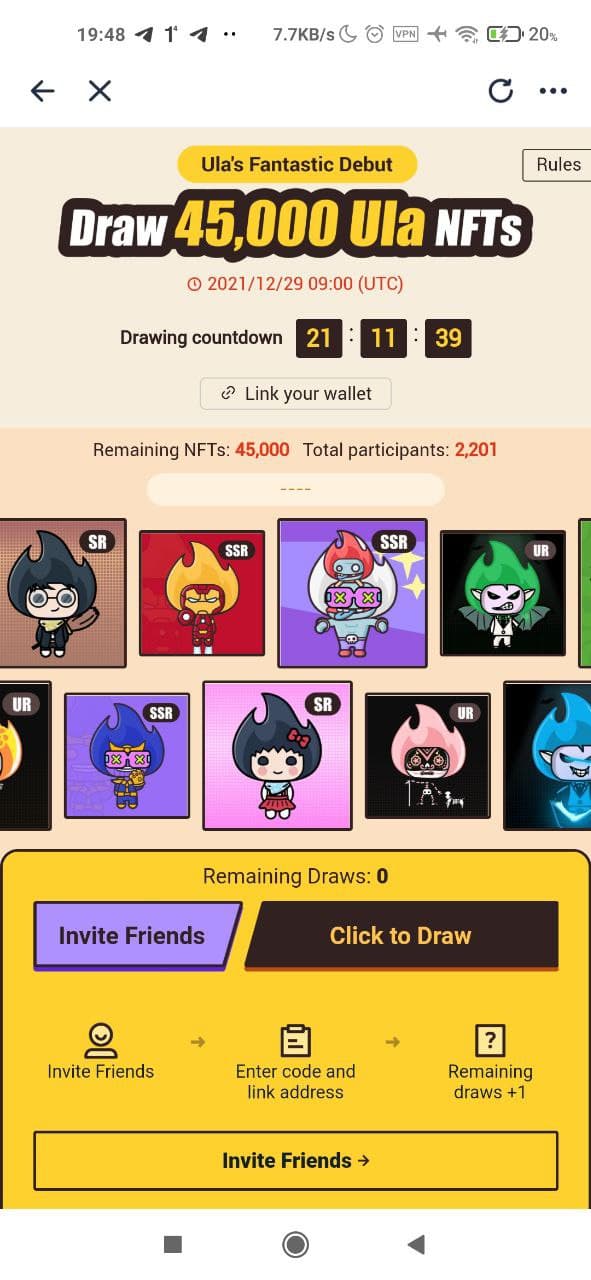 19:48 7.7KB/s VPN 20%
Ula's Fantastic Debut
Rules
Draw 45,000 Ula NFTs
2021/12/29 09:00 (UTC)
Drawing countdown 21 : 11 : 39
Link your wallet
Remaining NFTs: 45,000 Total participants: 2,201
----
SR SSR SSR UR
UR SSR SR UR
Remaining Draws: 0
Invite Friends Click to Draw
Invite Friends → Enter code and → Remaining
link address draws +1
Invite Friends →